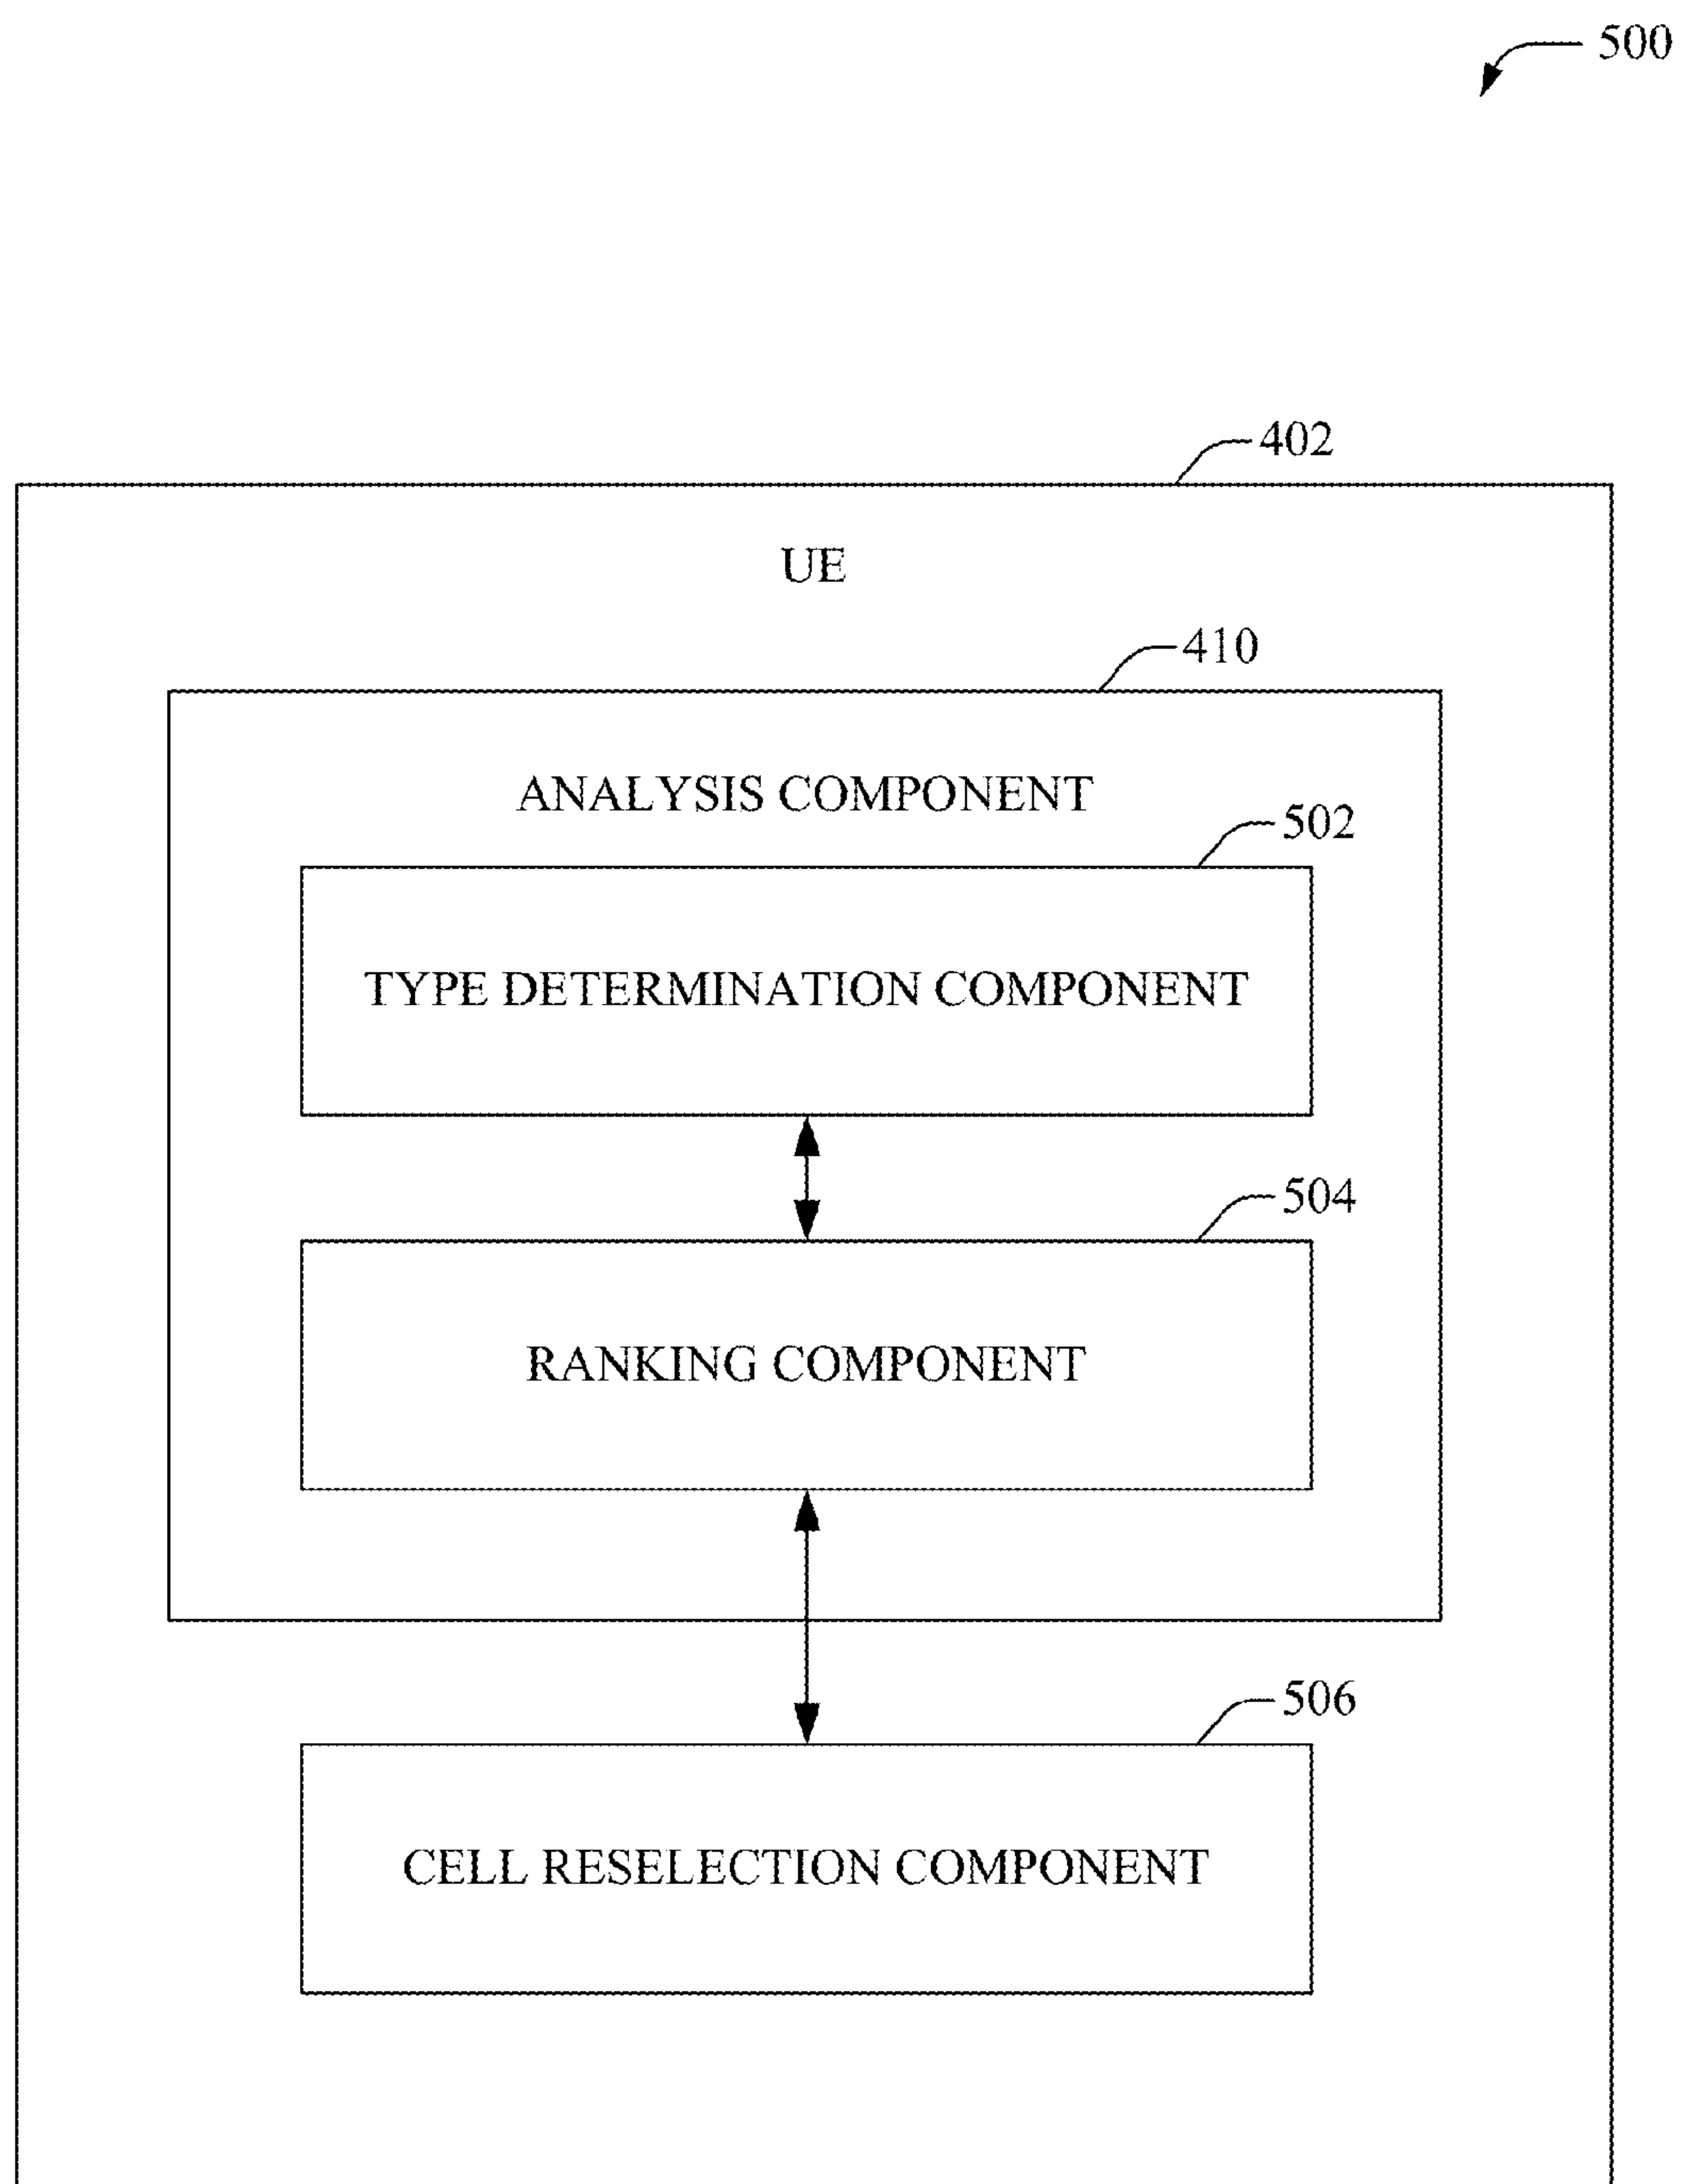 500
402
UE
410
ANALYSIS COMPONENT
502
TYPE DETERMINATION COMPONENT
504
RANKING COMPONENT
506
CELL RESELECTION COMPONENT